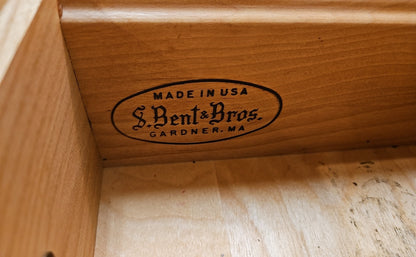 MADE IN USA
S. Bent & Bros.
GARDNER, MA